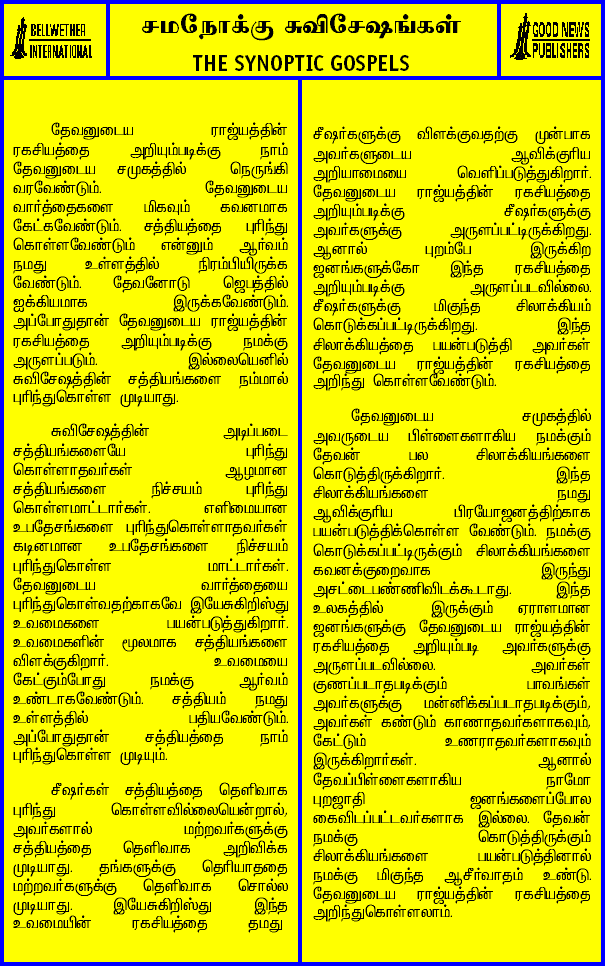 BELLWETHER
INTERNATIONAL
சமநோக்கு சுவிசேஷங்கள்
THE SYNOPTIC GOSPELS
GOOD NEWS
PUBLISHERS
தேவனுடைய ராஜ்யத்தின்
ரகசியத்தை அறியும்படிக்கு நாம்
தேவனுடைய சமுகத்தில் நெருங்கி
வரவேண்டும். தேவனுடைய
வார்த்தைகளை மிகவும் கவனமாக
கேட்கவேண்டும். சத்தியத்தை புரிந்து
கொள்ளவேண்டும் என்னும் ஆர்வம்
நமது உள்ளத்தில் நிரம்பியிருக்க
வேண்டும். தேவனோடு ஜெபத்தில்
ஐக்கியமாக இருக்கவேண்டும்.
அப்போதுதான் தேவனுடைய ராஜ்யத்தின்
ரகசியத்தை அறியும்படிக்கு நமக்கு
அருளப்படும். இல்லையெனில்
சுவிசேஷத்தின் சத்தியங்களை நம்மால்
புரிந்துகொள்ள முடியாது.
சுவிசேஷத்தின் அடிப்படை
சத்தியங்களையே புரிந்து
கொள்ளாதவர்கள் ஆழமான
சத்தியங்களை நிச்சயம் புரிந்து
கொள்ளமாட்டார்கள். எளிமையான
உபதேசங்களை புரிந்துகொள்ளாதவர்கள்
கடினமான உபதேசங்களை நிச்சயம்
புரிந்துகொள்ள மாட்டார்கள்.
தேவனுடைய வார்த்தையை
புரிந்துகொள்வதற்காகவே இயேசுகிறிஸ்து
உவமைகளை பயன்படுத்துகிறார்.
உவமைகளின் மூலமாக சத்தியங்களை
விளக்குகிறார். உவமையை
கேட்கும்போது நமக்கு ஆர்வம்
உண்டாகவேண்டும். சத்தியம் நமது
உள்ளத்தில் பதியவேண்டும்.
அப்போதுதான் சத்தியத்தை நாம்
புரிந்துகொள்ள முடியும்.
சீஷர்கள் சத்தியத்தை தெளிவாக
புரிந்து கொள்ளவில்லையென்றால்,
அவர்களால் மற்றவர்களுக்கு
சத்தியத்தை தெளிவாக அறிவிக்க
முடியாது. தங்களுக்கு தெரியாததை
மற்றவர்களுக்கு தெளிவாக சொல்ல
முடியாது. இயேசுகிறிஸ்து இந்த
உவமையின் ரகசியத்தை தமது
சீஷர்களுக்கு விளக்குவதற்கு முன்பாக
அவர்களுடைய ஆவிக்குரிய
அறியாமையை வெளிப்படுத்துகிறார்.
தேவனுடைய ராஜ்யத்தின் ரகசியத்தை
அறியும்படிக்கு சீஷர்களுக்கு
அவர்களுக்கு அருளப்பட்டிருக்கிறது.
ஆனால் புறம்பே இருக்கிற
ஜனங்களுக்கோ இந்த ரகசியத்தை
அறியும்படிக்கு அருளப்படவில்லை.
சீஷர்களுக்கு மிகுந்த சிலாக்கியம்
கொடுக்கப்பட்டிருக்கிறது. இந்த
சிலாக்கியத்தை பயன்படுத்தி அவர்கள்
தேவனுடைய ராஜ்யத்தின் ரகசியத்தை
அறிந்து கொள்ளவேண்டும்.
தேவனுடைய சமுகத்தில்
அவருடைய பிள்ளைகளாகிய நமக்கும்
தேவன் பல சிலாக்கியங்களை
கொடுத்திருக்கிறார். இந்த
சிலாக்கியங்களை நமது
ஆவிக்குரிய பிரயோஜனத்திற்காக
பயன்படுத்திக்கொள்ள வேண்டும். நமக்கு
கொடுக்கப்பட்டிருக்கும் சிலாக்கியங்களை
கவனக்குறைவாக இருந்து
அசட்டைபண்ணிவிடக்கூடாது. இந்த
உலகத்தில் இருக்கும் ஏராளமான
ஜனங்களுக்கு தேவனுடைய ராஜ்யத்தின்
ரகசியத்தை அறியும்படி அவர்களுக்கு
அருளப்படவில்லை. அவர்கள்
குணப்படாதபடிக்கும் பாவங்கள்
அவர்களுக்கு மன்னிக்கப்படாதபடிக்கும்,
அவர்கள் கண்டும் காணாதவர்களாகவும்,
கேட்டும் உணராதவர்களாகவும்
இருக்கிறார்கள். ஆனால்
தேவப்பிள்ளைகளாகிய நாமோ
புறஜாதி ஜனங்களைப்போல
கைவிடப்பட்டவர்களாக இல்லை. தேவன்
நமக்கு கொடுத்திருக்கும்
சிலாக்கியங்களை பயன்படுத்தினால்
நமக்கு மிகுந்த ஆசீர்வாதம் உண்டு.
தேவனுடைய ராஜ்யத்தின் ரகசியத்தை
அறிந்துகொள்ளலாம்.